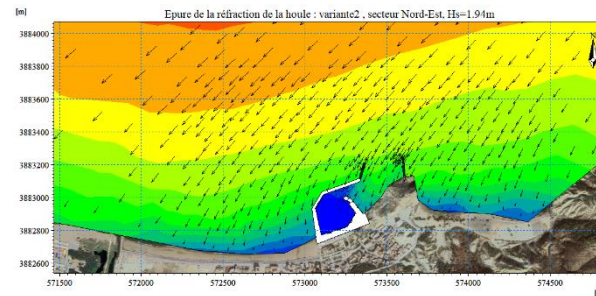 Epure de la réfraction de la houle : variante2 , secteur Nord-Est, Hs=1.94m
[m]
3884000
3883800
3883600
3883400
3883200
3883000
3882800
3882600
571500 572000 572500 573000 573500 574000 574500